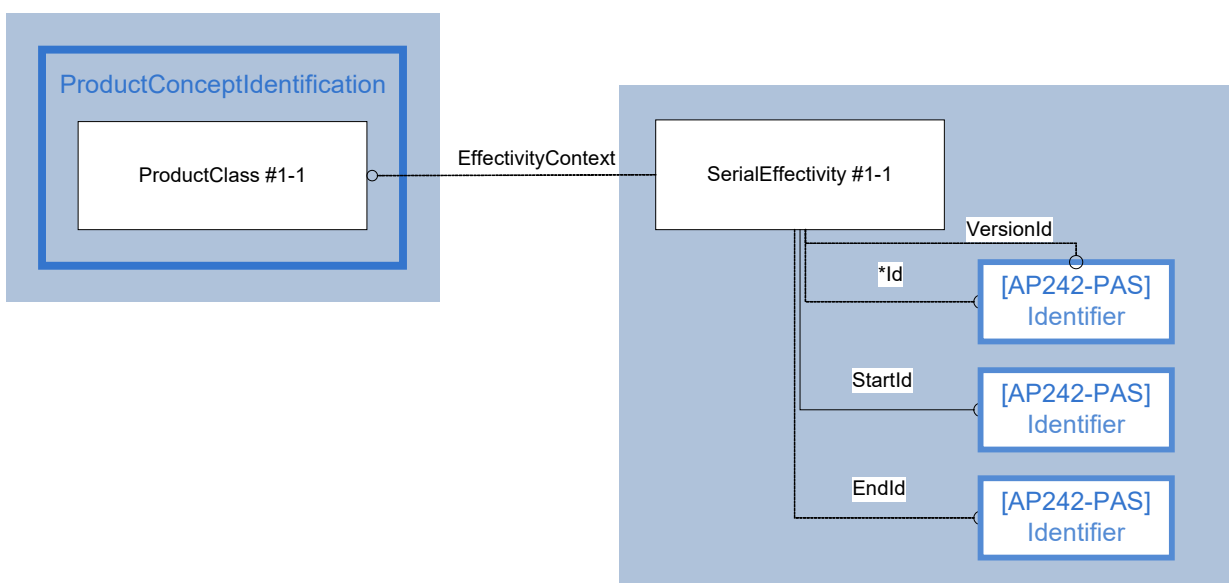 ProductConceptIdentification
ProductClass #1-1
EffectivityContext
SerialEffectivity #1-1
VersionId
*Id
[AP242-PAS]
Identifier
StartId
[AP242-PAS]
Identifier
EndId
[AP242-PAS]
Identifier